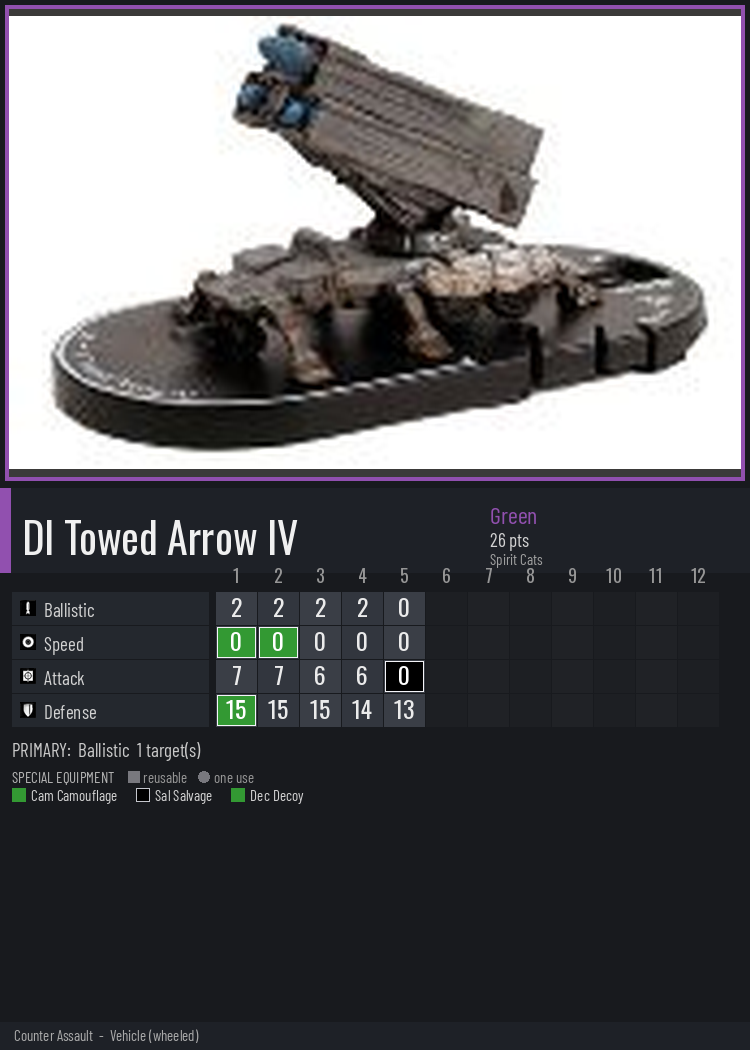 DI Towed Arrow IV
Green
26 pts
Spirit Cats
1 2 3 4 5 6 7 8 9 10 11 12
Ballistic 2 2 2 2 0
Speed 0 0 0 0 0
Attack 7 7 6 6 0
Defense 15 15 15 14 13
PRIMARY: Ballistic 1 target(s)
SPECIAL EQUIPMENT reusable one use
Cam Camouflage Sal Salvage Dec Decoy
Counter Assault - Vehicle (wheeled)